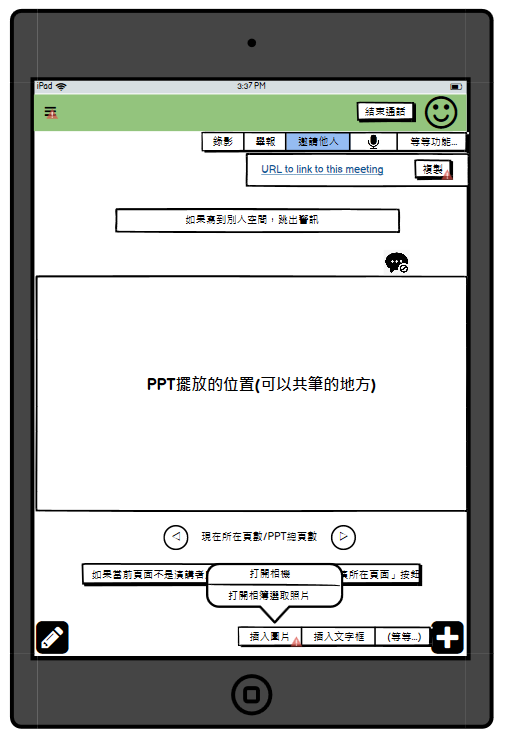 iPad
3:37 PM
結束通話
錄影 舉報 邀請他人 等等功能...
URL to link to this meeting 複製
如果寫到別人空間，跳出警訊
PPT擺放的位置(可以共筆的地方)
現在所在頁數/PPT總頁數
如果當前頁面不是演講者 所在頁面」按鈕
打開相機
打開相簿選取照片
插入圖片 插入文字框 (等等...)